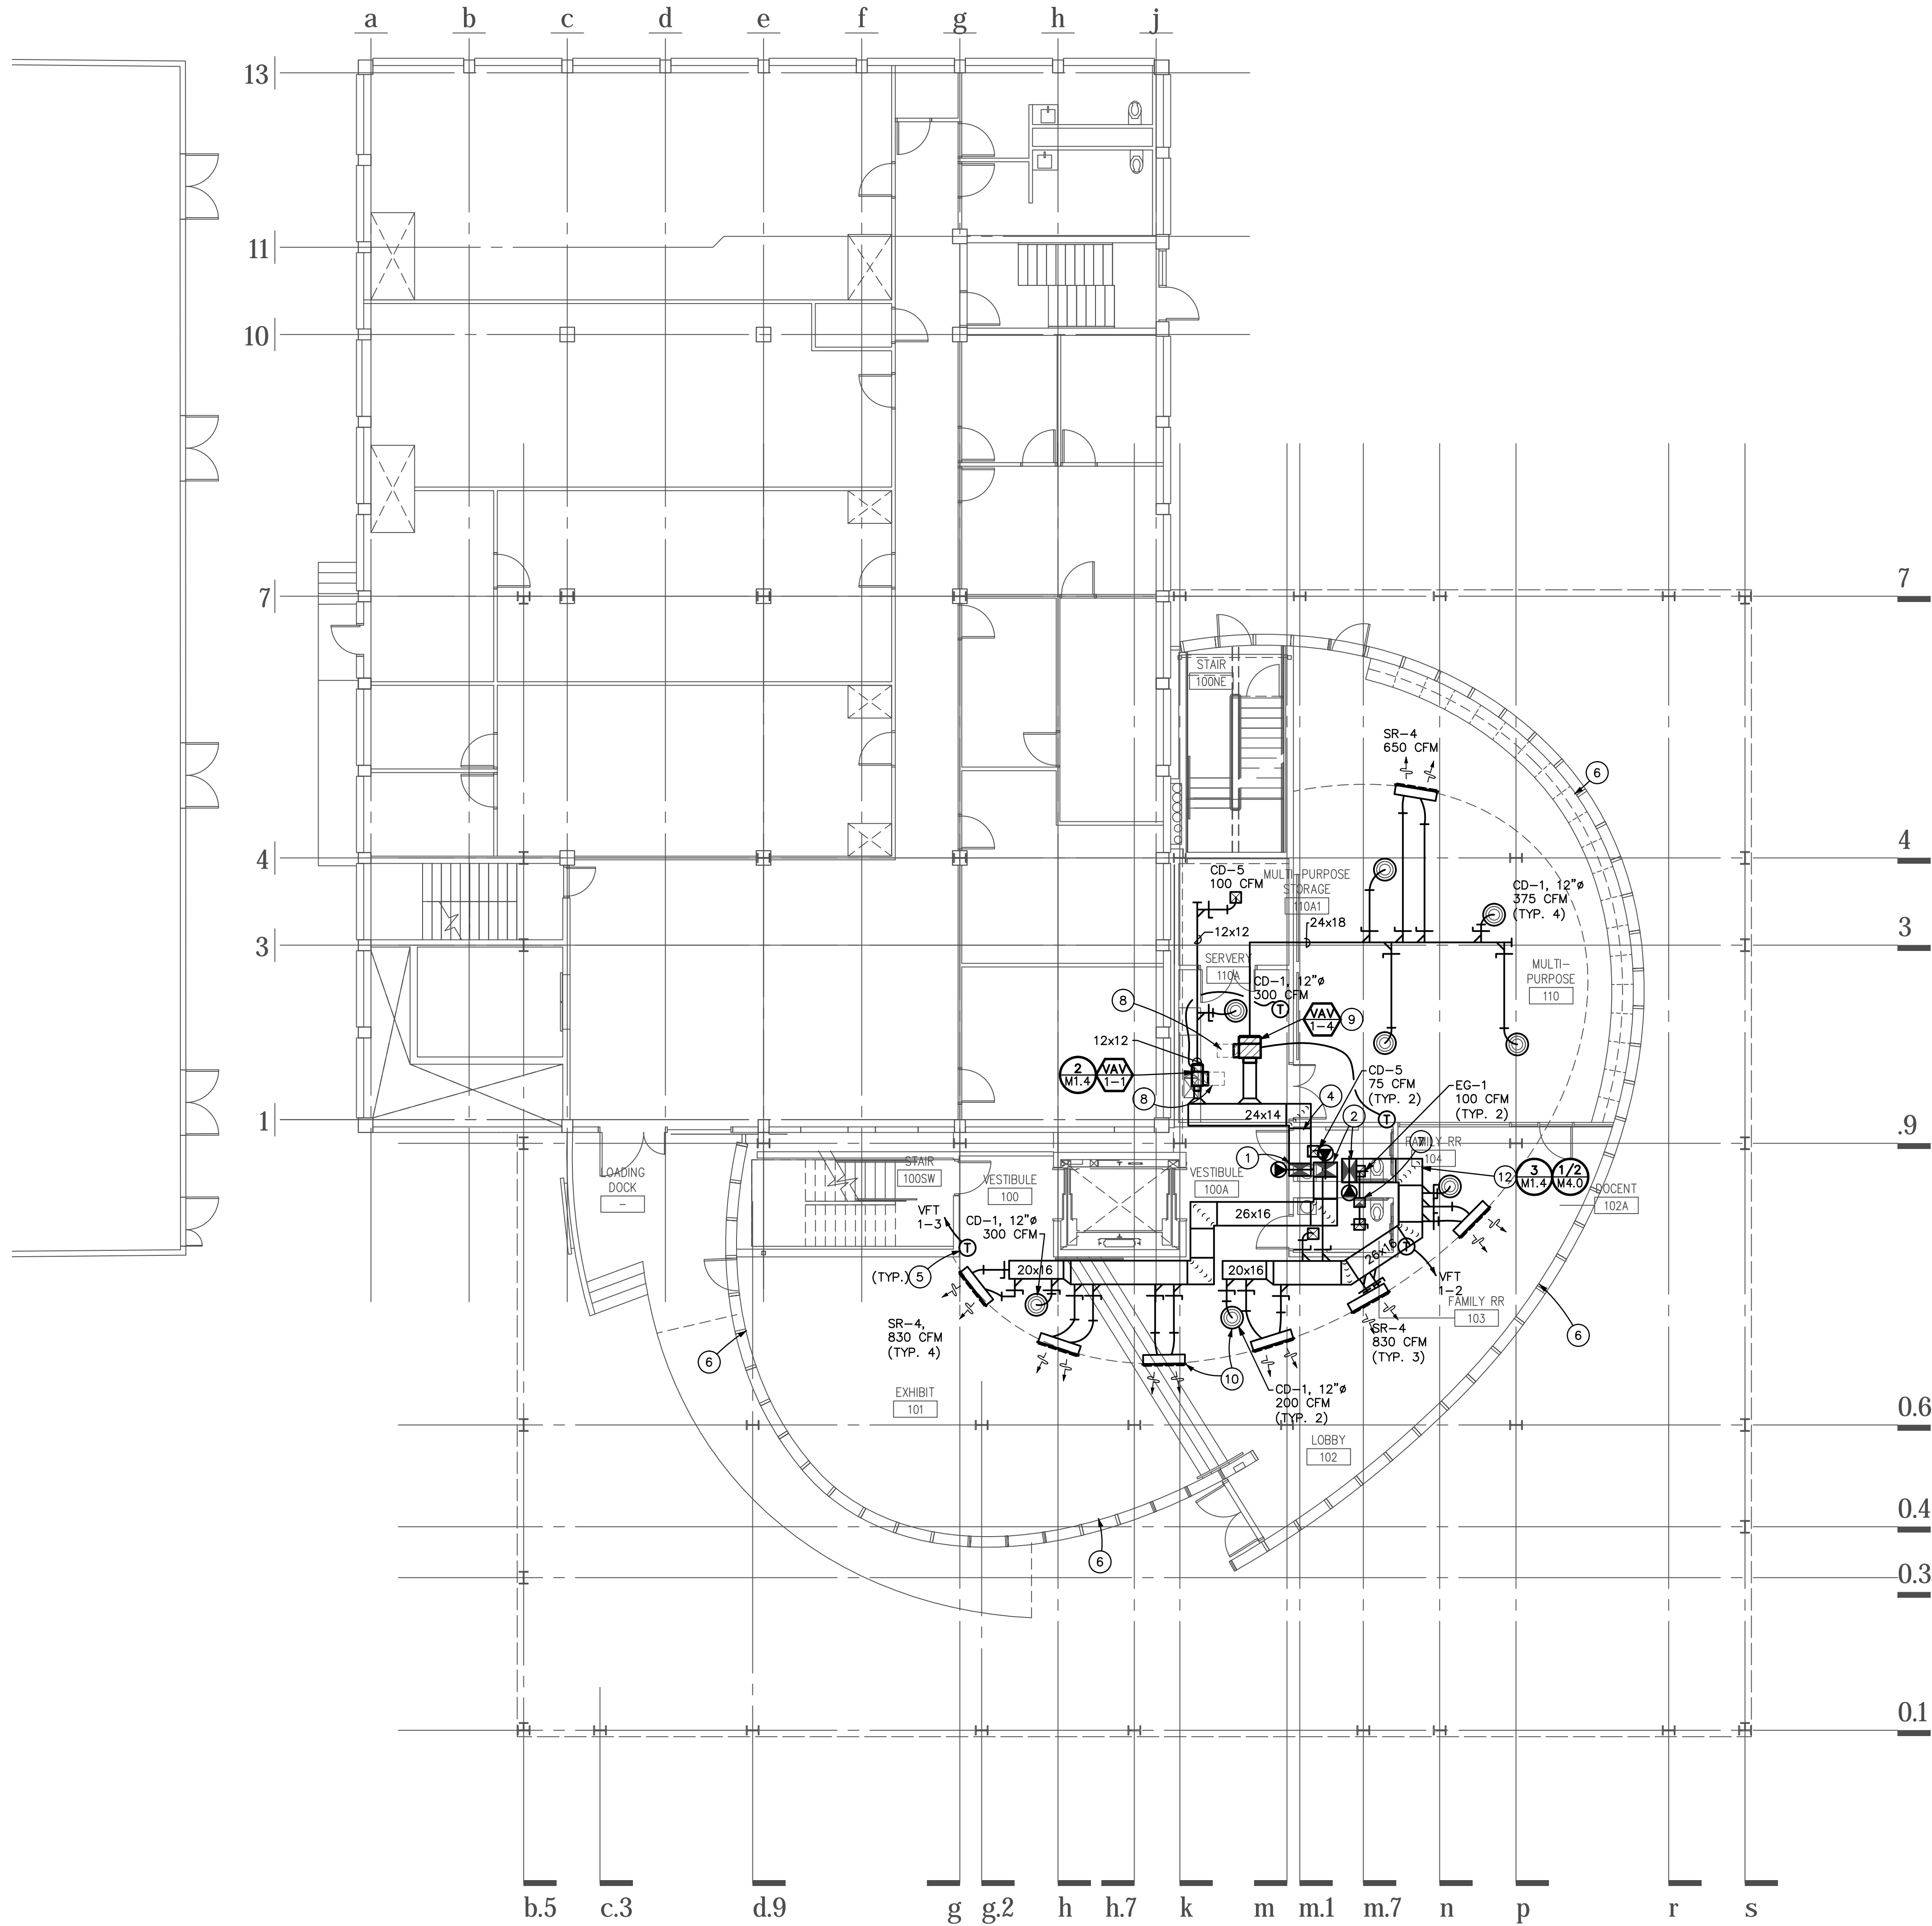 a b c d e f g h j
13
11
10
7
7
STAIR
100NE
SR-4
650 CFM
6
4
4
CD-5
100 CFM
MULTI-PURPOSE
STORAGE
110A1
CD-1, 12"ø
375 CFM
(TYP. 4)
12x12
24x18
3
3
SERVERY
110A
MULTI-
PURPOSE
110
CD-1, 12"ø
300 CFM
T
8
VAV
1-4
9
12x12
2
M1.4
VAV
1-1
CD-5
75 CFM
(TYP. 2)
EG-1
100 CFM
(TYP. 2)
8
4
2
24x14
T
1
.9
FAMILY RR
104
7
1
STAIR
100SW
VESTIBULE
100
VESTIBULE
100A
LOADING
DOCK
-
12
3
M1.4
1/2
M4.0
DOCENT
102A
VFT
1-3
CD-1, 12"ø
300 CFM
26x16
T
(TYP.) 5
20x16
20x16
26x16
T
VFT
1-2
FAMILY RR
103
SR-4,
830 CFM
(TYP. 4)
SR-4
830 CFM
(TYP. 3)
6
6
10
EXHIBIT
101
CD-1, 12"ø
200 CFM
(TYP. 2)
0.6
LOBBY
102
0.4
6
0.3
0.1
b.5 c.3 d.9 g g.2 h h.7 k m m.1 m.7 n p r s